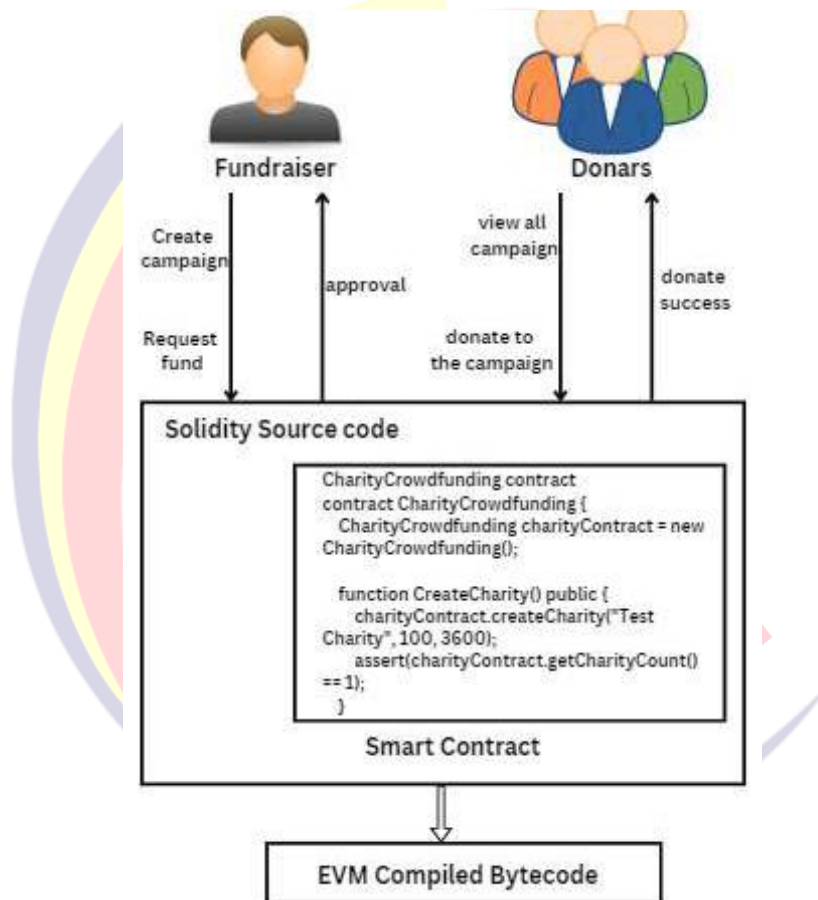 Fundraiser
Donars
Create
campaign
approval
Request
fund
view all
campaign
donate
success
donate to
the campaign
Solidity Source code
CharityCrowdfunding contract
contract CharityCrowdfunding {
CharityCrowdfunding charityContract = new
CharityCrowdfunding();
function CreateCharity() public {
charityContract.createCharity("Test
Charity", 100, 3600);
assert(charityContract.getCharityCount()
== 1);
}
Smart Contract
EVM Compiled Bytecode